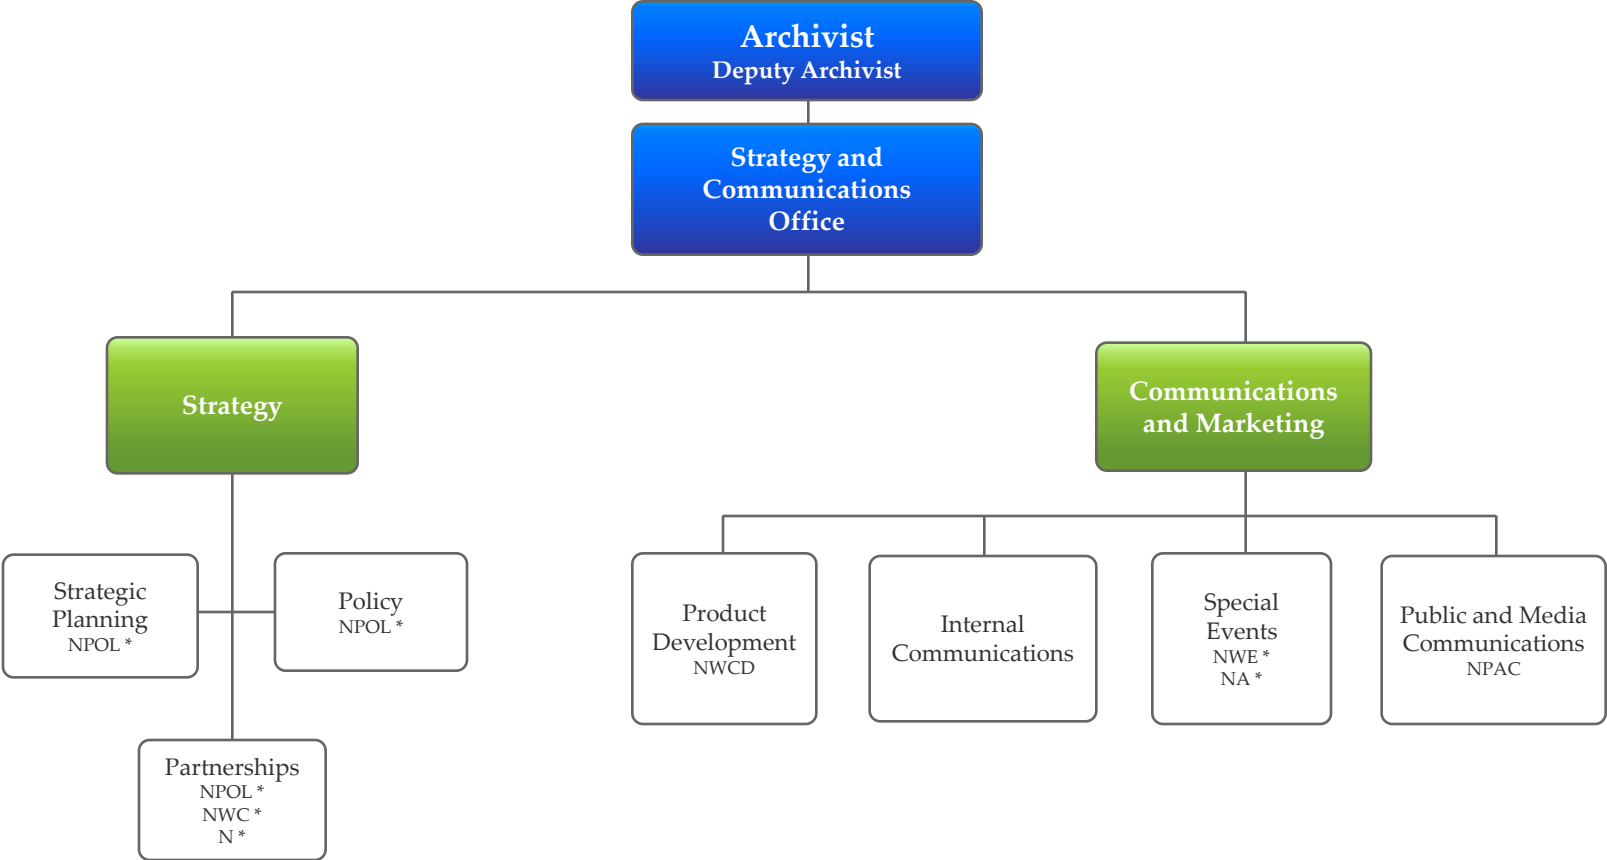 Archivist
Deputy Archivist
Strategy and
Communications
Office
Strategy
Communications
and Marketing
Strategic
Planning
NPOL *
Policy
NPOL *
Partnerships
NPOL *
NWC *
N *
Product
Development
NWCD
Internal
Communications
Special
Events
NWE *
NA *
Public and Media
Communications
NPAC